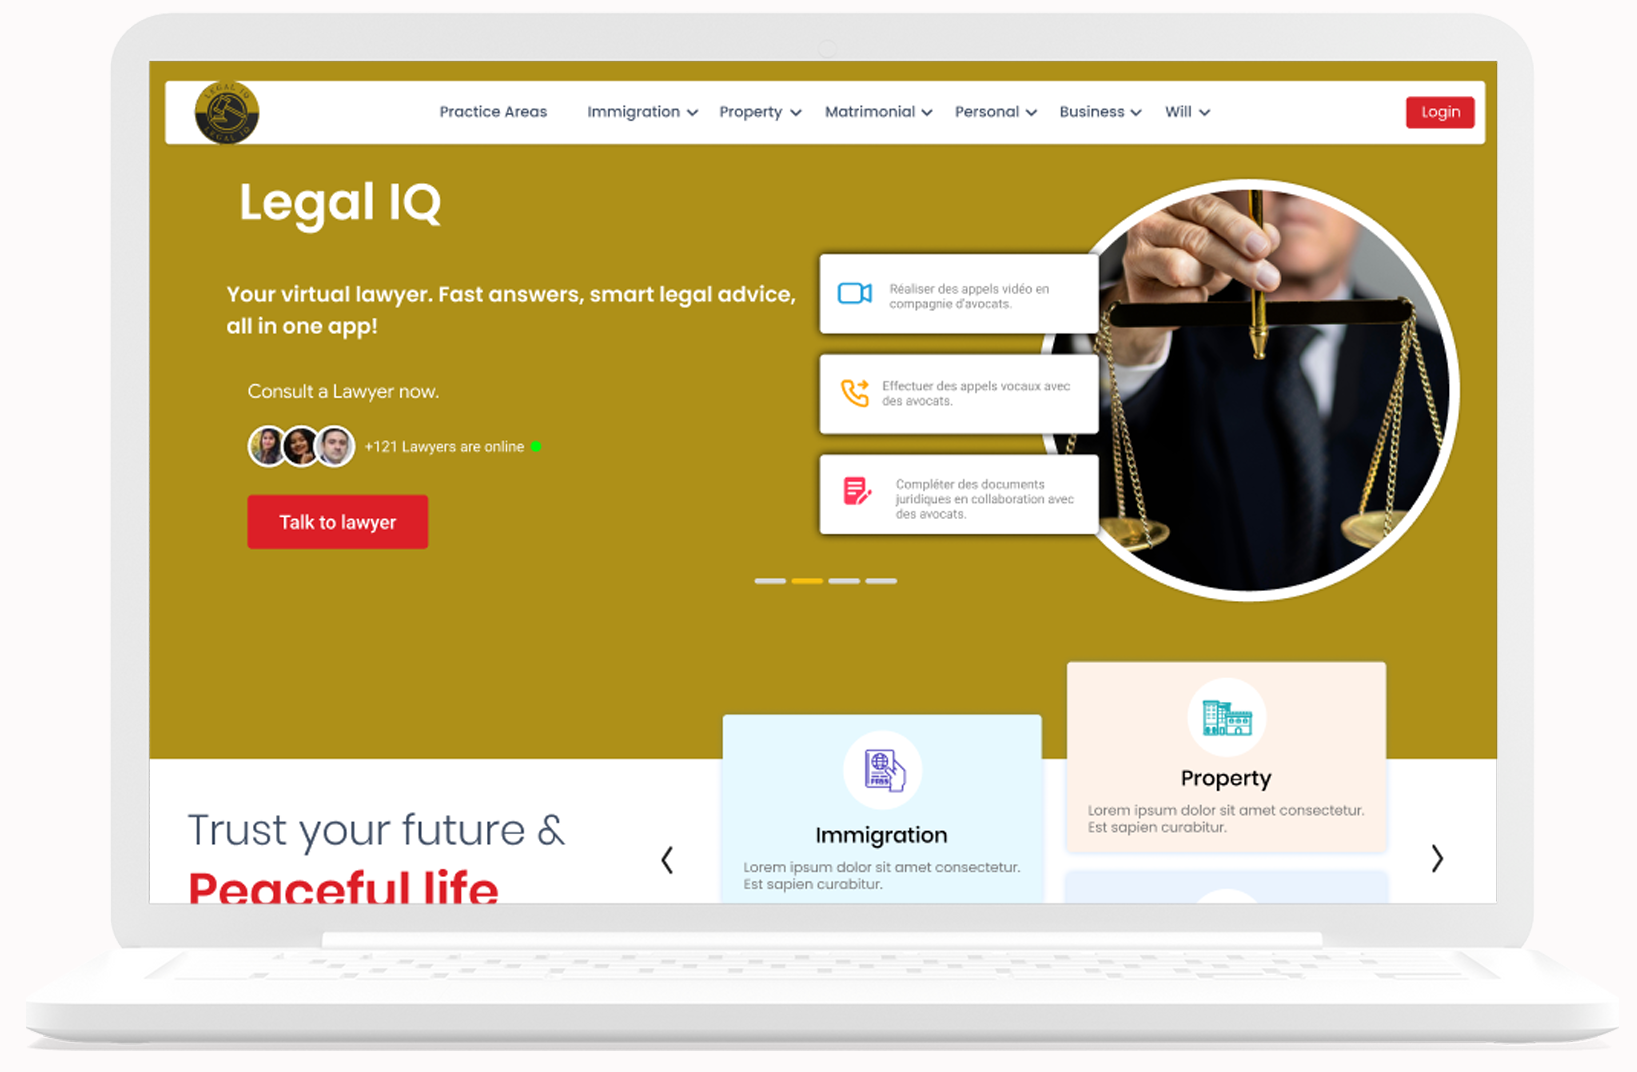 LEGAL IQ
LEGAL IQ
Practice Areas
Immigration
Property
Matrimonial
Personal
Business
Will
Login
Legal IQ
Your virtual lawyer. Fast answers, smart legal advice,
all in one app!
Consult a Lawyer now.
+121 Lawyers are online
Talk to lawyer
Réaliser des appels vidéo en
compagnie d'avocats.
Effectuer des appels vocaux avec
des avocats.
Compléter des documents
juridiques en collaboration avec
des avocats.
Trust your future &
Peaceful life
Immigration
Lorem ipsum dolor sit amet consectetur.
Est sapien curabitur.
Property
Lorem ipsum dolor sit amet consectetur.
Est sapien curabitur.